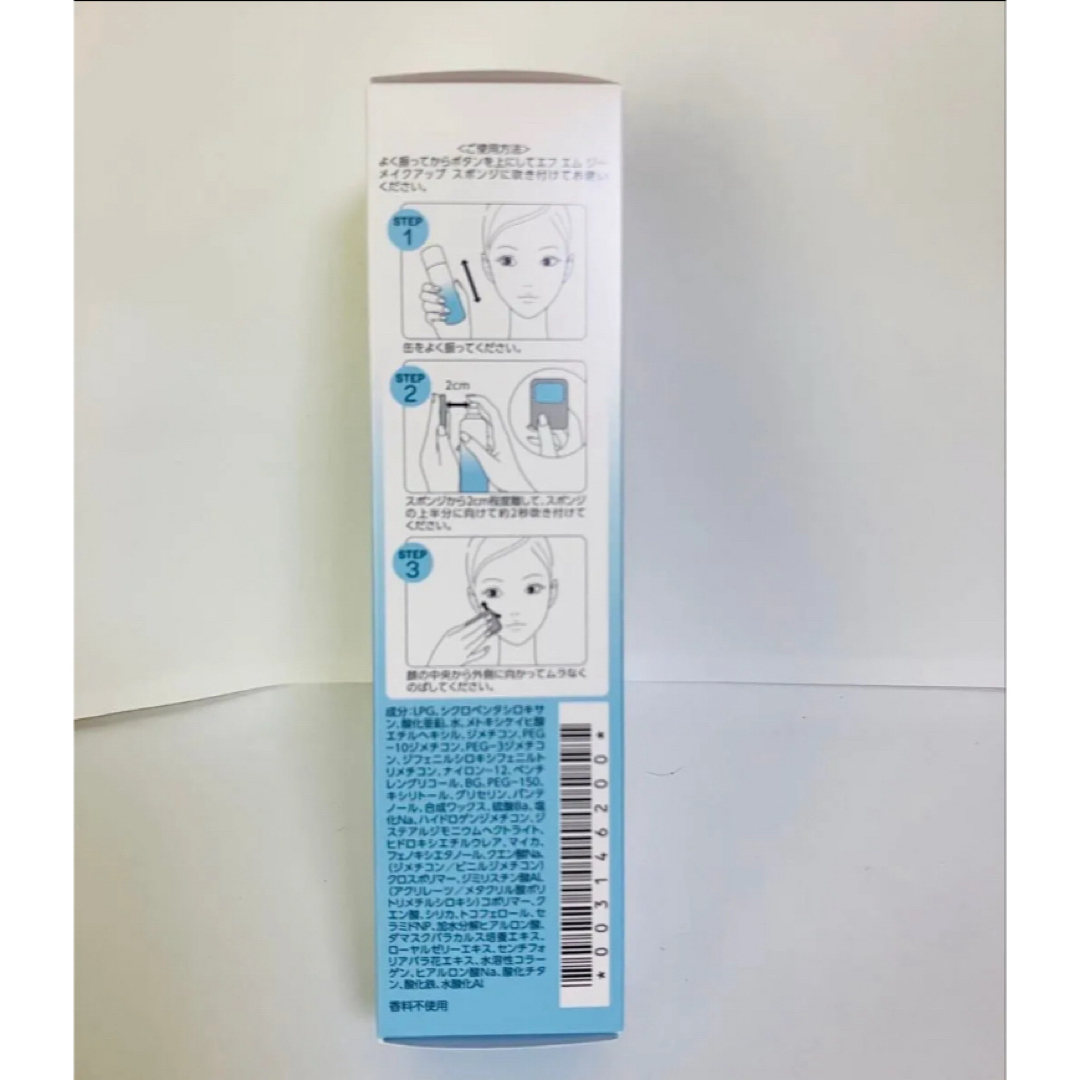 <ご使用方法>
よく振ってからボタンを上にしてエフ エム ジー
メイクアップ スポンジに吹き付けてお使い
ください。
STEP
1
缶をよく振ってください。
STEP
2
2cm
スポンジから2cm程度離して、スポンジ
の上半分に向けて約2秒吹き付けて
ください。
STEP
3
顔の中央から外側に向かってムラなく
のばしてください。
成分:LPG、シクロペンタシロキサ
ン、酸化亜鉛、水、メトキシケイヒ酸
エチルヘキシル、ジメチコン、PEG
-10ジメチコン、PEG-3ジメチコ
ン、ジフェニルシロキシフェニルト
リメチコン、ナイロン-12、ペンチ
レングリコール、BG、PEG-150、
キシリトール、グリセリン、パンテ
ノール、合成ワックス、硫酸Ba、塩
化Na、ハイドロゲンジメチコン、ジ
ステアルジモニウムヘクトライト、
ヒドロキシエチルウレア、マイカ、
フェノキシエタノール、クエン酸Na、
(ジメチコン/ビニルジメチコン)
クロスポリマー、ジミリスチン酸AL
(アクリレーツ/メタクリル酸ポリ
トリメチルシロキシ)コポリマー、ク
エン酸、シリカ、トコフェロール、セ
ラミドNP、加水分解ヒアルロン酸、
ダマスクバラカルス培養エキス、
ローヤルゼリーエキス、センチフォ
リアバラ花エキス、水溶性コラー
ゲン、ヒアルロン酸Na、酸化チタ
ン、酸化鉄、水酸化Al
香料不使用
*003146200*